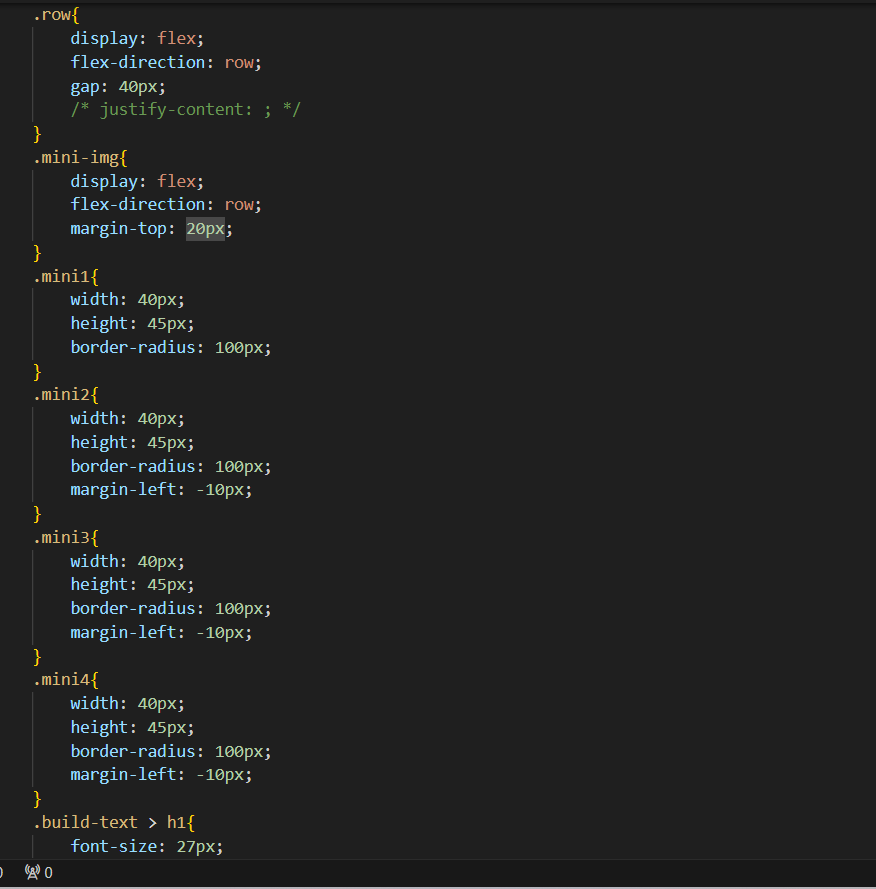 .row{
display: flex;
flex-direction: row;
gap: 40px;
/* justify-content: ; */
}
.mini-img{
display: flex;
flex-direction: row;
margin-top: 20px;
}
.mini1{
width: 40px;
height: 45px;
border-radius: 100px;
}
.mini2{
width: 40px;
height: 45px;
border-radius: 100px;
margin-left: -10px;
}
.mini3{
width: 40px;
height: 45px;
border-radius: 100px;
margin-left: -10px;
}
.mini4{
width: 40px;
height: 45px;
border-radius: 100px;
margin-left: -10px;
}
.build-text > h1{
font-size: 27px;
0